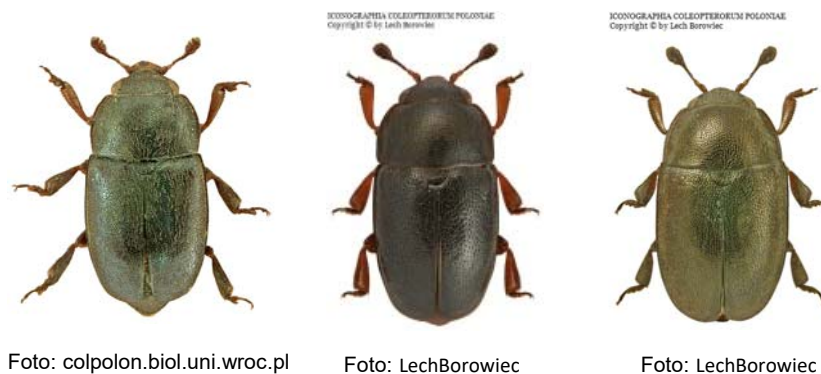 ICONOGRAPHIA COLEOPTERORUM POLONIAE
Copyright © by Lech Borowiec
ICONOGRAPHIA COLEOPTERORUM POLONIAE
Copyright © by Lech Borowiec
Foto: colpolon.biol.uni.wroc.pl
Foto: LechBorowiec
Foto: LechBorowiec